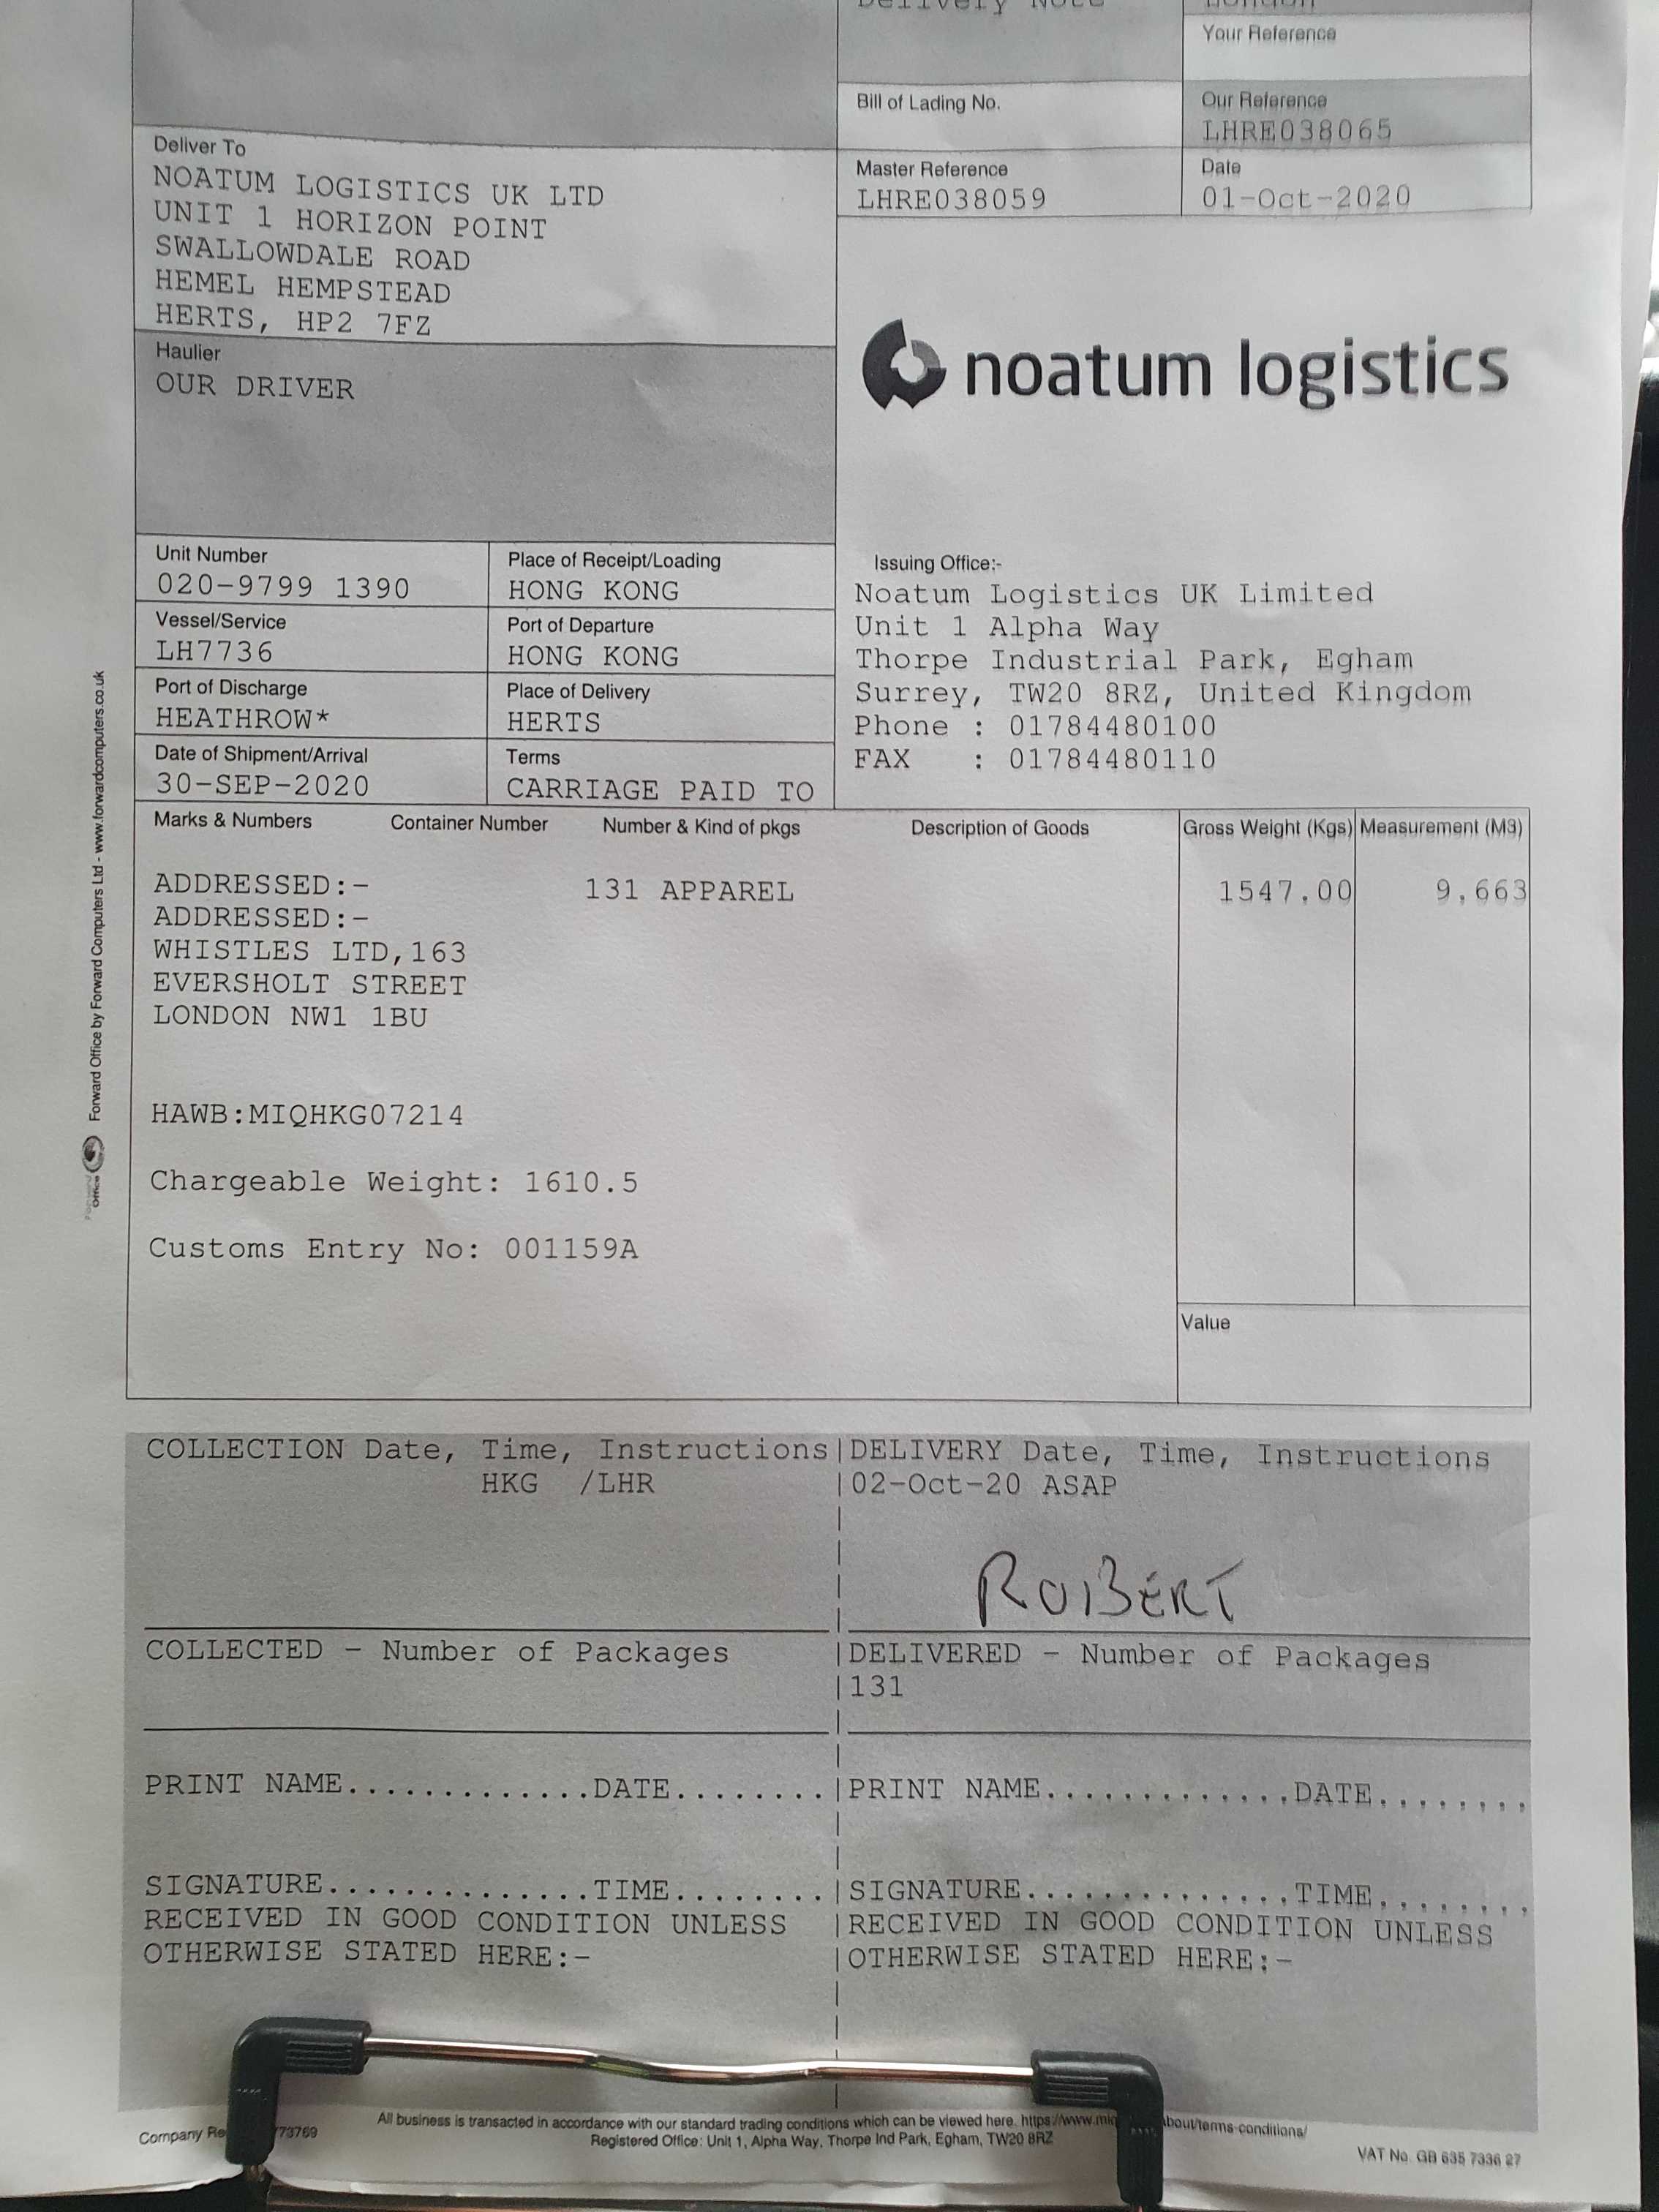 Delivery Note
London
Your Reference
Bill of Lading No.
Our Reference
LHRE038065
Master Reference
LHRE038059
Date
01-Oct-2020
Deliver To
NOATUM LOGISTICS UK LTD
UNIT 1 HORIZON POINT
SWALLOWDALE ROAD
HEMEL HEMPSTEAD
HERTS, HP2 7FZ
Haulier
OUR DRIVER
noatum logistics
Unit Number
020-9799 1390
Place of Receipt/Loading
HONG KONG
Vessel/Service
LH7736
Port of Departure
HONG KONG
Port of Discharge
HEATHROW*
Place of Delivery
HERTS
Date of Shipment/Arrival
30-SEP-2020
Terms
CARRIAGE PAID TO
Issuing Office:-
Noatum Logistics UK Limited
Unit 1 Alpha Way
Thorpe Industrial Park, Egham
Surrey, TW20 8RZ, United Kingdom
Phone : 01784480100
FAX : 01784480110
Marks & Numbers Container Number Number & Kind of pkgs Description of Goods Gross Weight (Kgs) Measurement (M3)
ADDRESSED:- 131 APPAREL 1547.00 9.663
ADDRESSED:-
WHISTLES LTD,163
EVERSHOLT STREET
LONDON NW1 1BU
HAWB:MIQHKG07214
Chargeable Weight: 1610.5
Customs Entry No: 001159A
Value
Forward Office by Forward Computers Ltd - www.forwardcomputers.co.uk
Office
COLLECTION Date, Time, Instructions|DELIVERY Date, Time, Instructions
HKG /LHR |02-Oct-20 ASAP
ROIBERT
COLLECTED - Number of Packages |DELIVERED - Number of Packages
|131
PRINT NAME.............DATE........|PRINT NAME.............DATE........
SIGNATURE..............TIME........|SIGNATURE..............TIME........
RECEIVED IN GOOD CONDITION UNLESS |RECEIVED IN GOOD CONDITION UNLESS
OTHERWISE STATED HERE:- |OTHERWISE STATED HERE:-
All business is transacted in accordance with our standard trading conditions which can be viewed here. https://www.miq bout/terms-conditions/
Company Re 73769
Registered Office: Unit 1, Alpha Way, Thorpe Ind Park, Egham, TW20 8RZ
VAT No. GB 635 7336 27